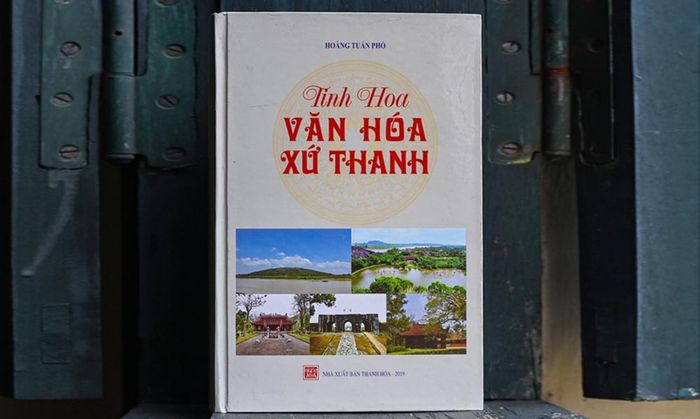 HOÀNG TUẤN PHỔ
Tinh Hoa
VĂN HÓA
XỨ THANH
NHÀ XUẤT BẢN THANH HÓA - 2019